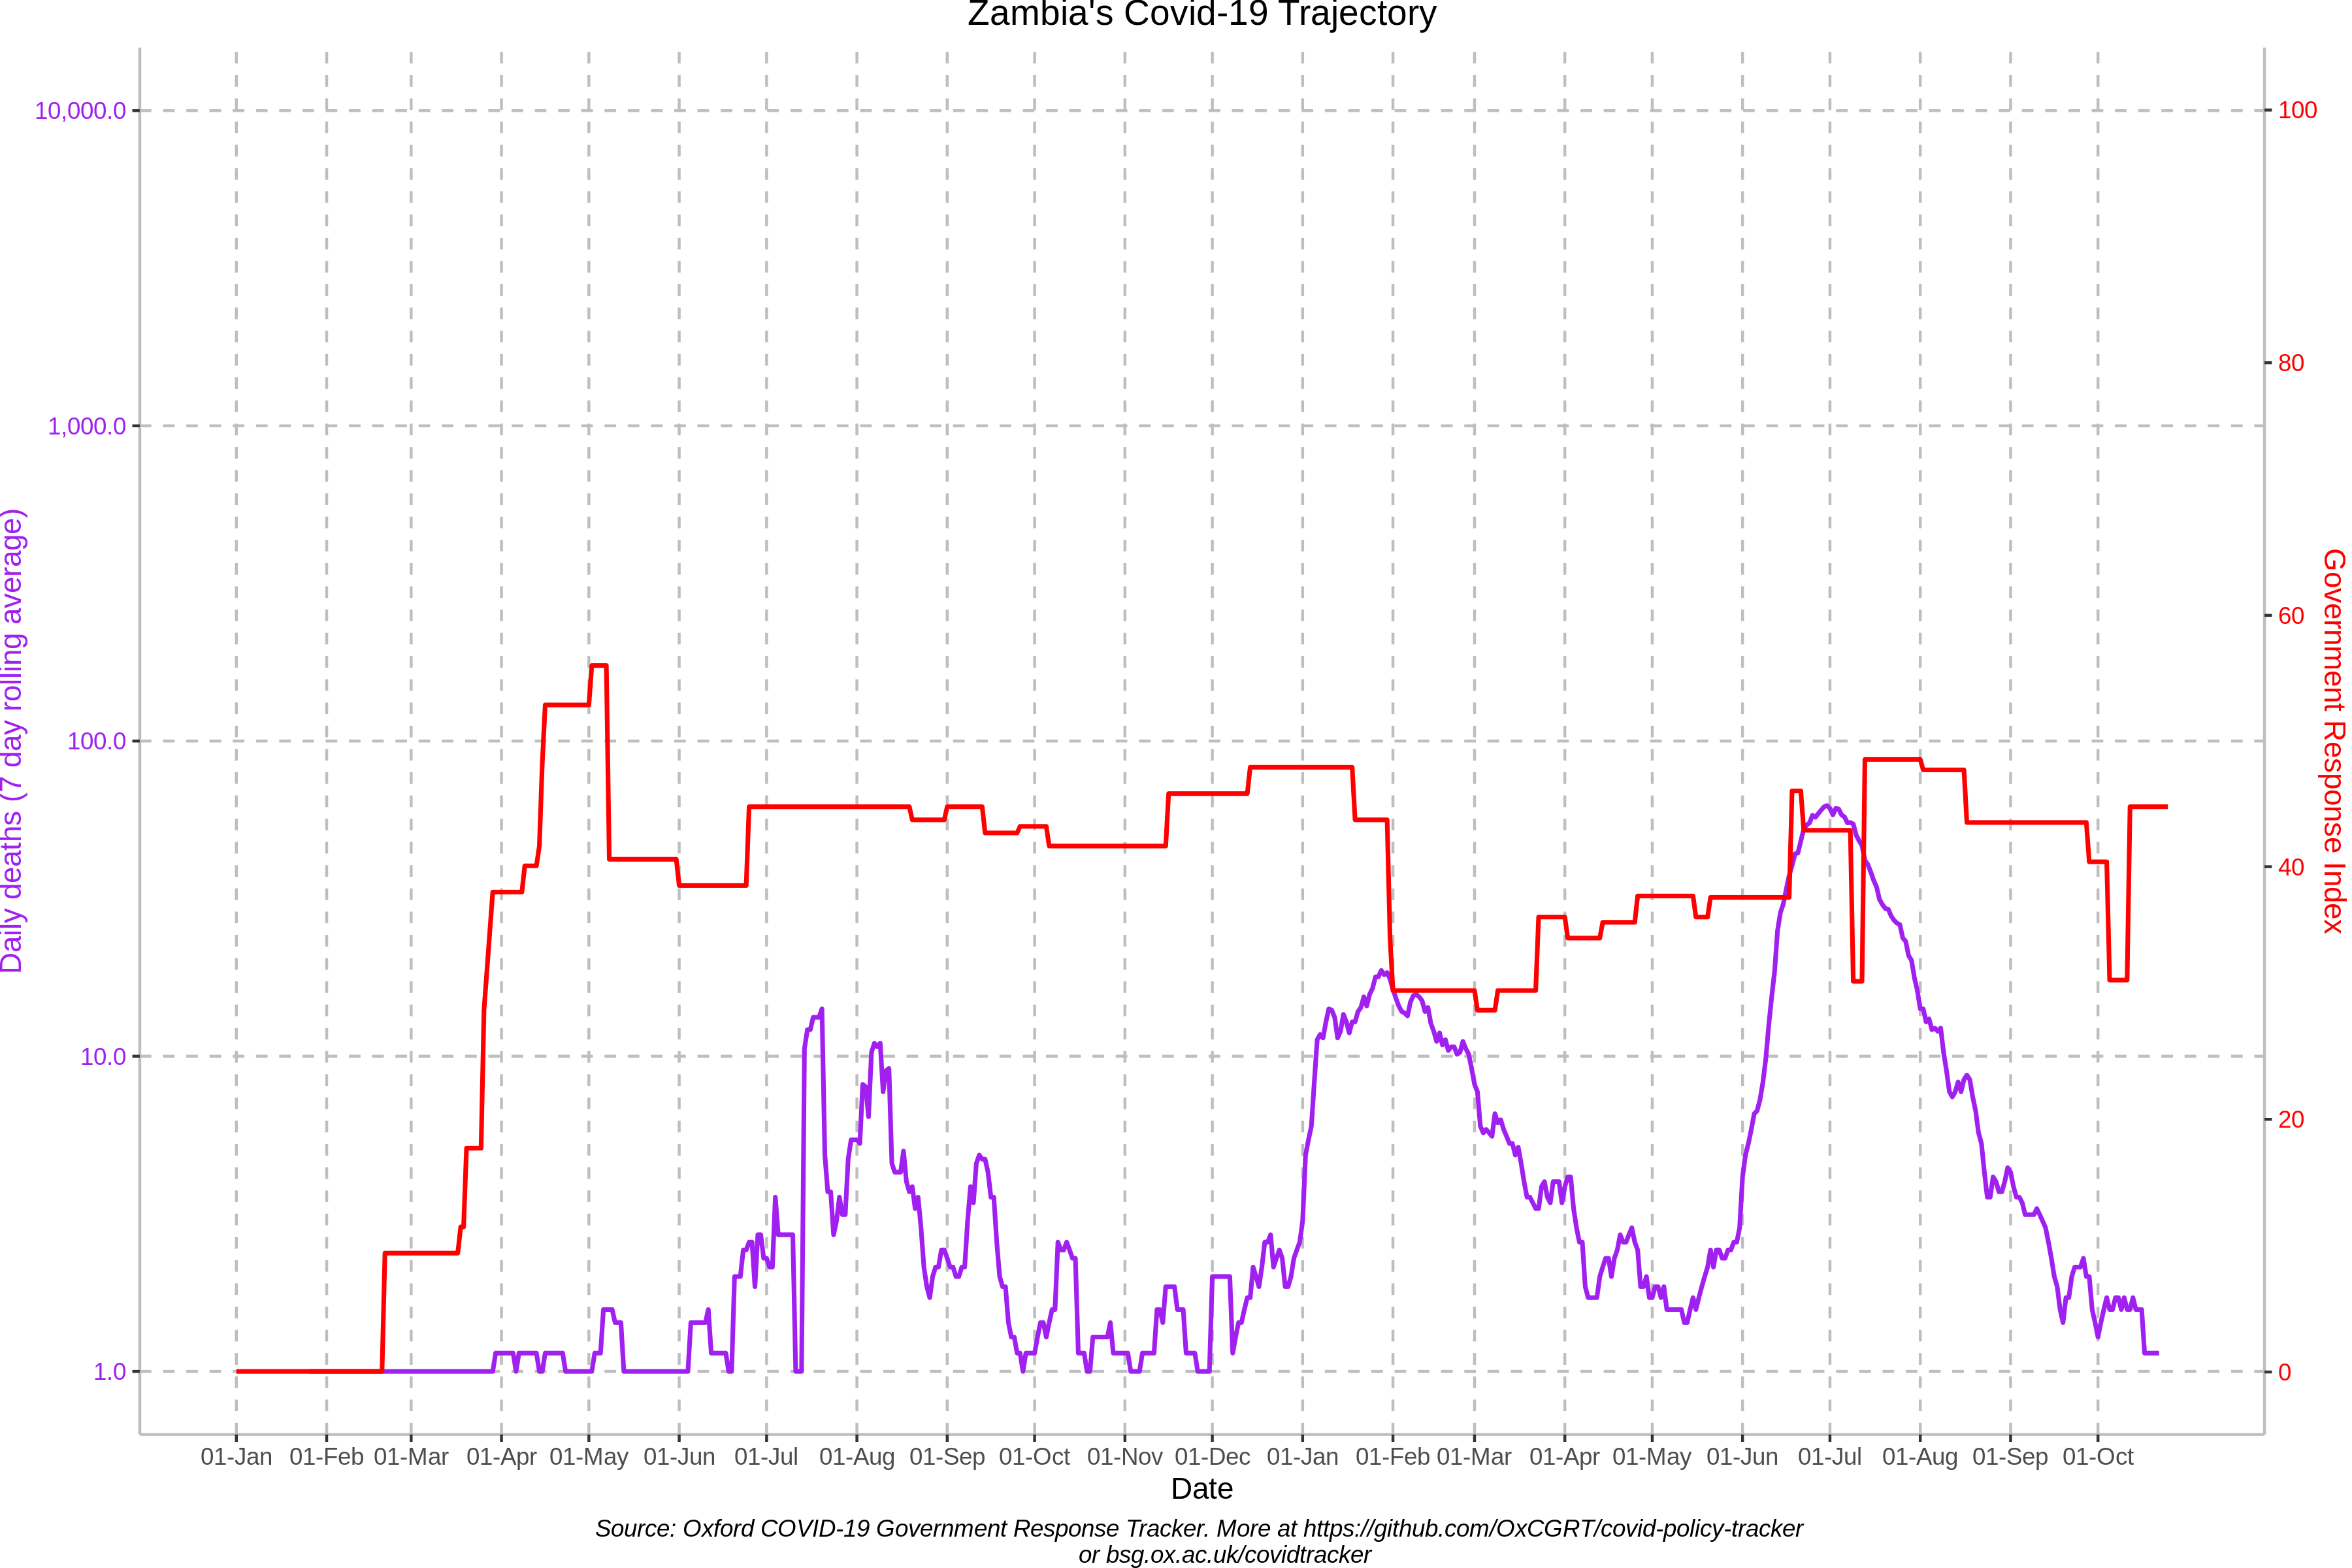 Zambia's Covid-19 Trajectory
10,000.0
1,000.0
100.0
10.0
1.0
Daily deaths (7 day rolling average)
100
80
60
40
20
0
Government Response Index
01-Jan 01-Feb 01-Mar 01-Apr 01-May 01-Jun 01-Jul 01-Aug 01-Sep 01-Oct 01-Nov 01-Dec 01-Jan 01-Feb 01-Mar 01-Apr 01-May 01-Jun 01-Jul 01-Aug 01-Sep 01-Oct
Date
Source: Oxford COVID-19 Government Response Tracker. More at https://github.com/OxCGRT/covid-policy-tracker
or bsg.ox.ac.uk/covidtracker